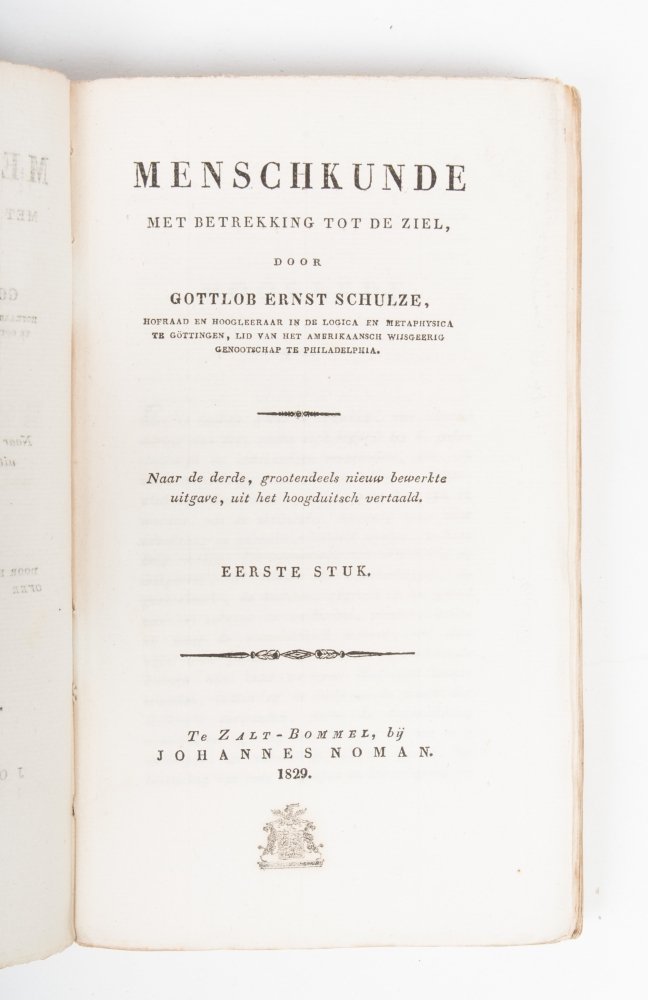 MENSCHKUNDE
MET BETREKKING TOT DE ZIEL,
DOOR
GOTTLOB ERNST SCHULZE,
HOFRAAD EN HOOGLEERAAR IN DE LOGICA EN METAPHYSICA
TE GÖTTINGEN, LID VAN HET AMERIKAANSCH WIJSGEERIG
GENOOTSCHAP TE PHILADELPHIA.
Naar de derde, grootendeels nieuw bewerkte
uitgave, uit het hoogduitsch vertaald.
EERSTE STUK.
Te ZALT-BOMMEL, bij
JOHANNES NOMAN.
1829.